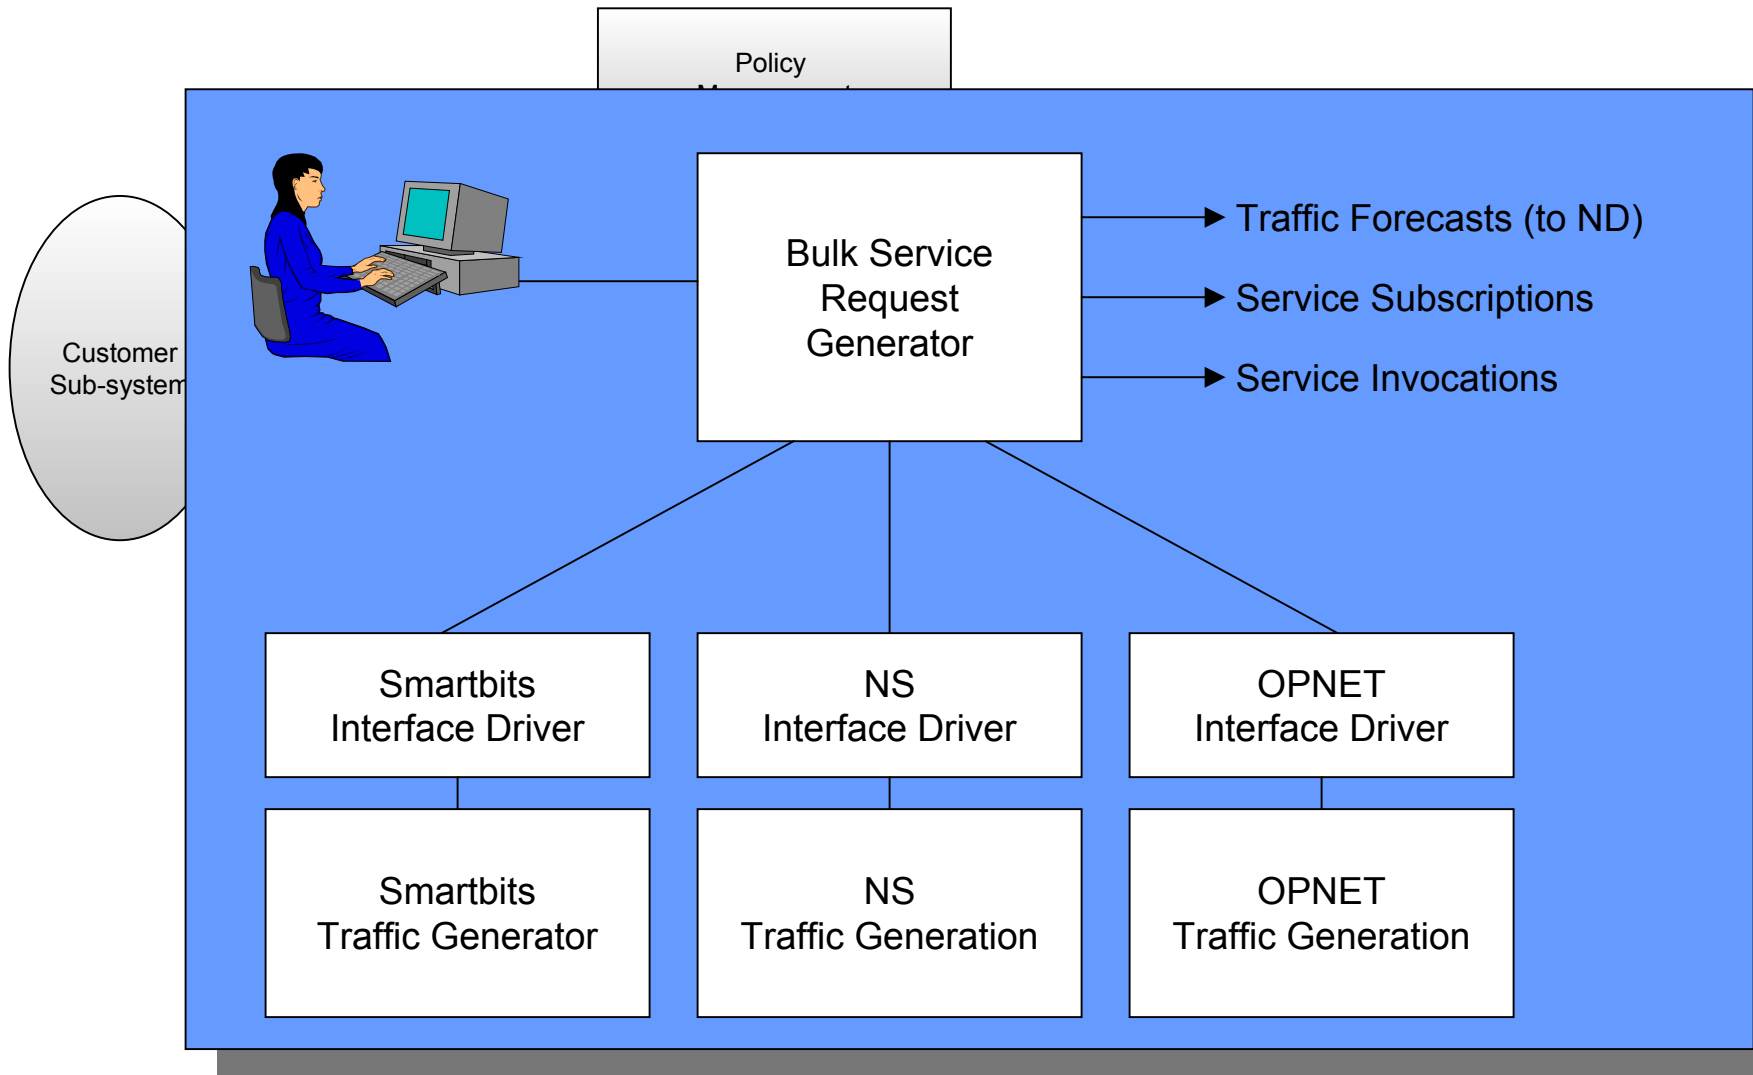 Policy
Bulk Service
Request
Generator
Traffic Forecasts (to ND)
Service Subscriptions
Service Invocations
Customer
Sub-system
Smartbits
Interface Driver
NS
Interface Driver
OPNET
Interface Driver
Smartbits
Traffic Generator
NS
Traffic Generation
OPNET
Traffic Generation